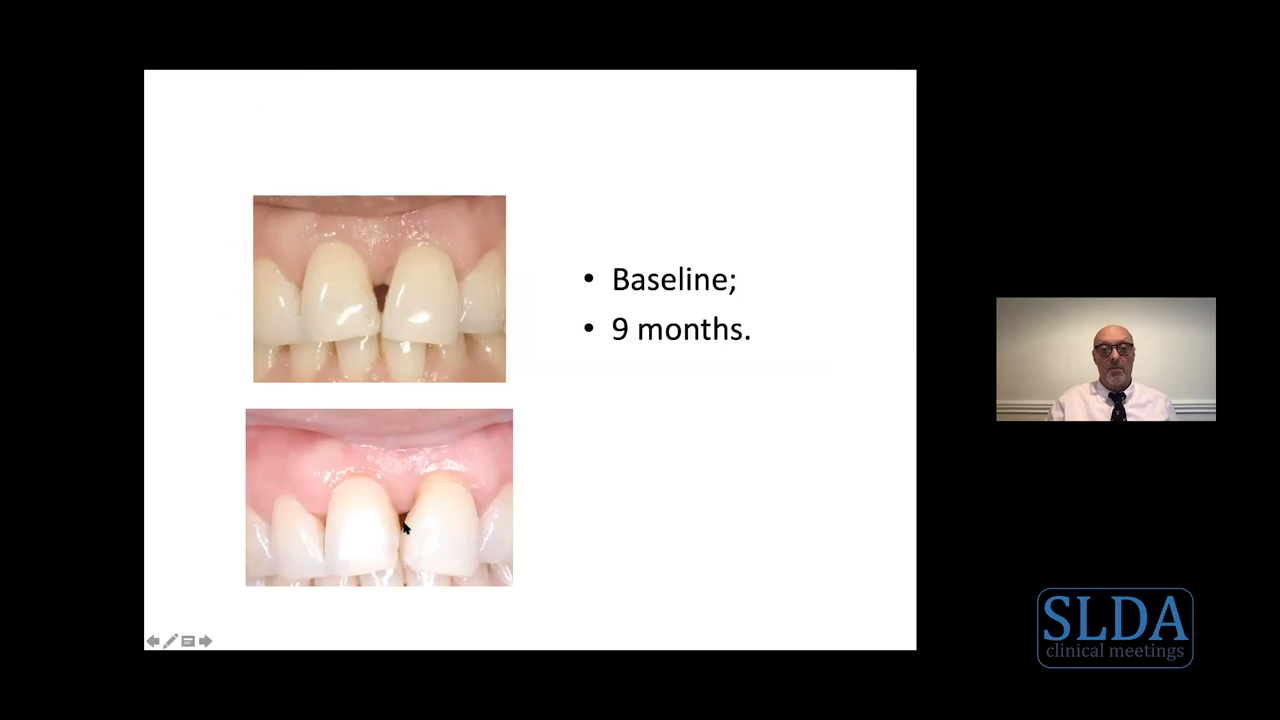 • Baseline;
• 9 months.
SLDA
clinical meetings